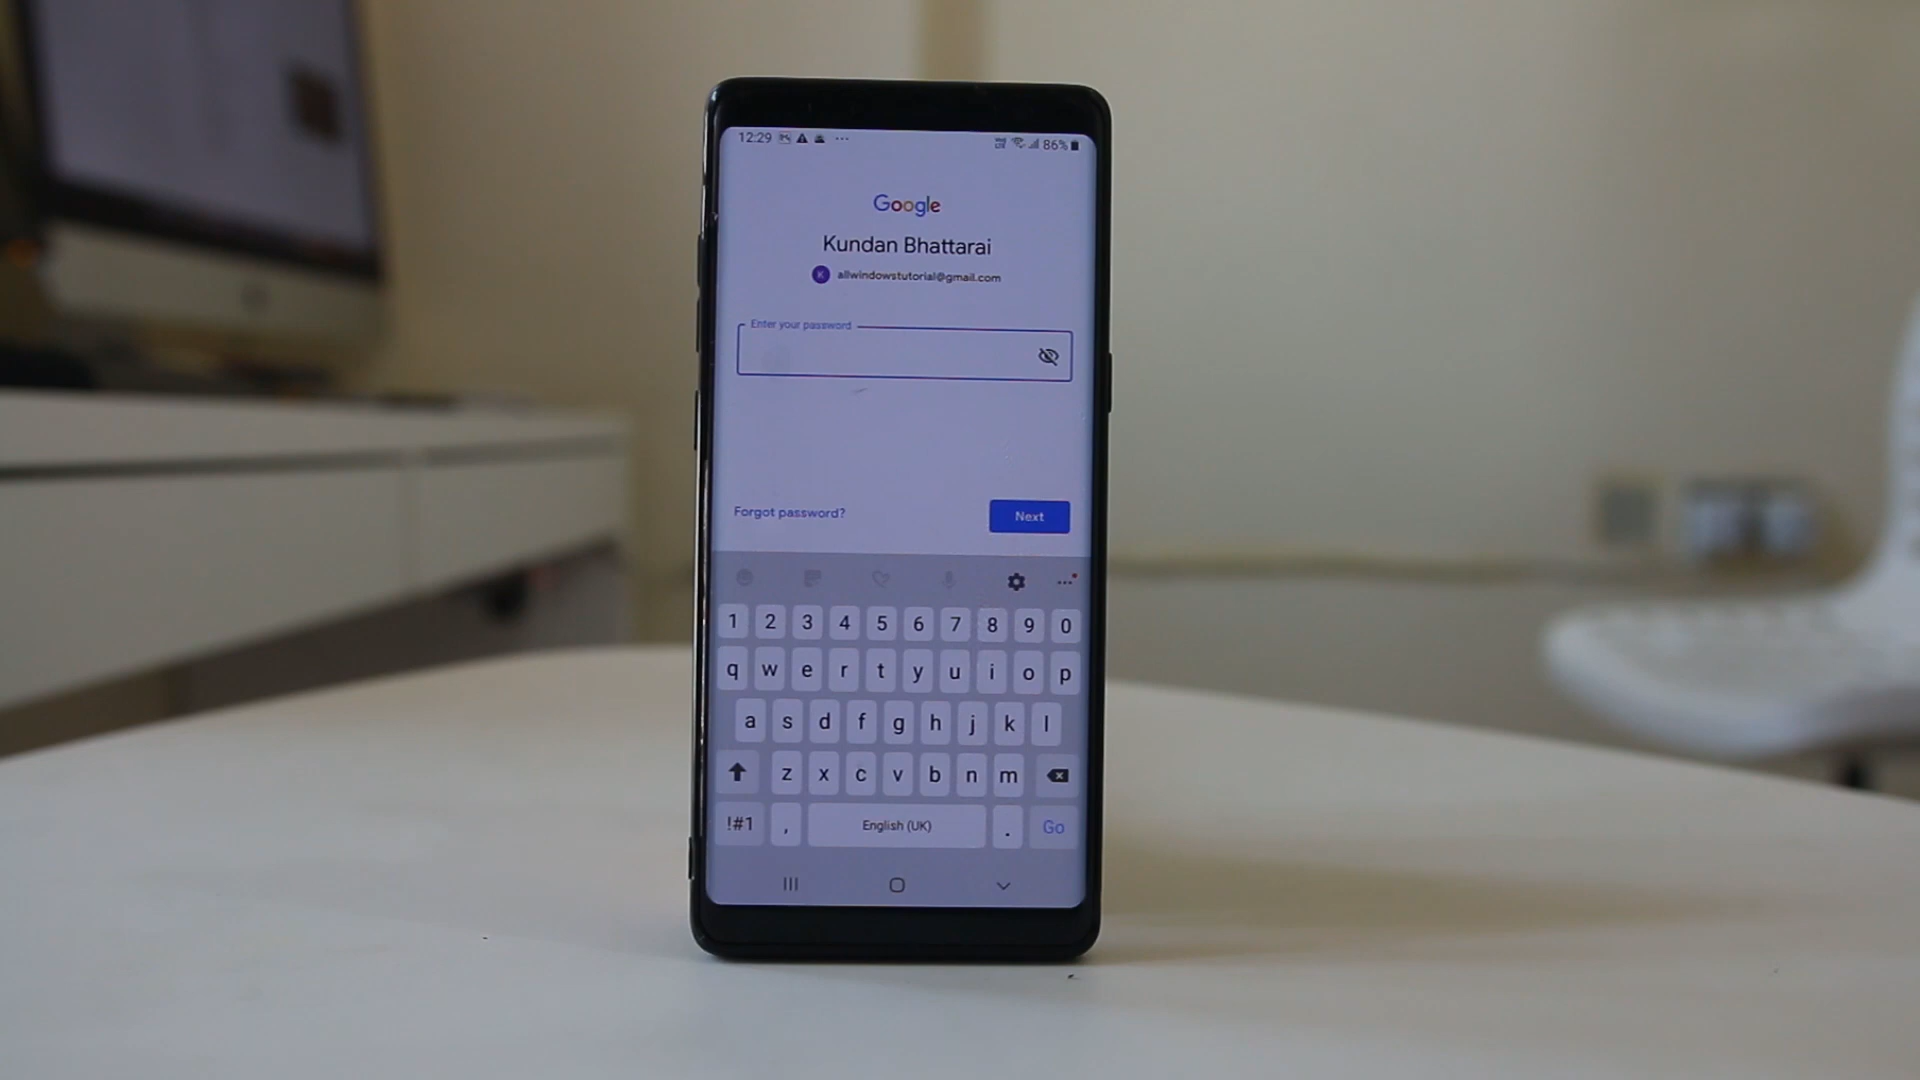 12:29 86%
Google
Kundan Bhattarai
K allwindowstutorial@gmail.com
Enter your password
Forgot password? Next
1 2 3 4 5 6 7 8 9 0
q w e r t y u i o p
a s d f g h j k l
z x c v b n m
!#1 , English (UK) . Go